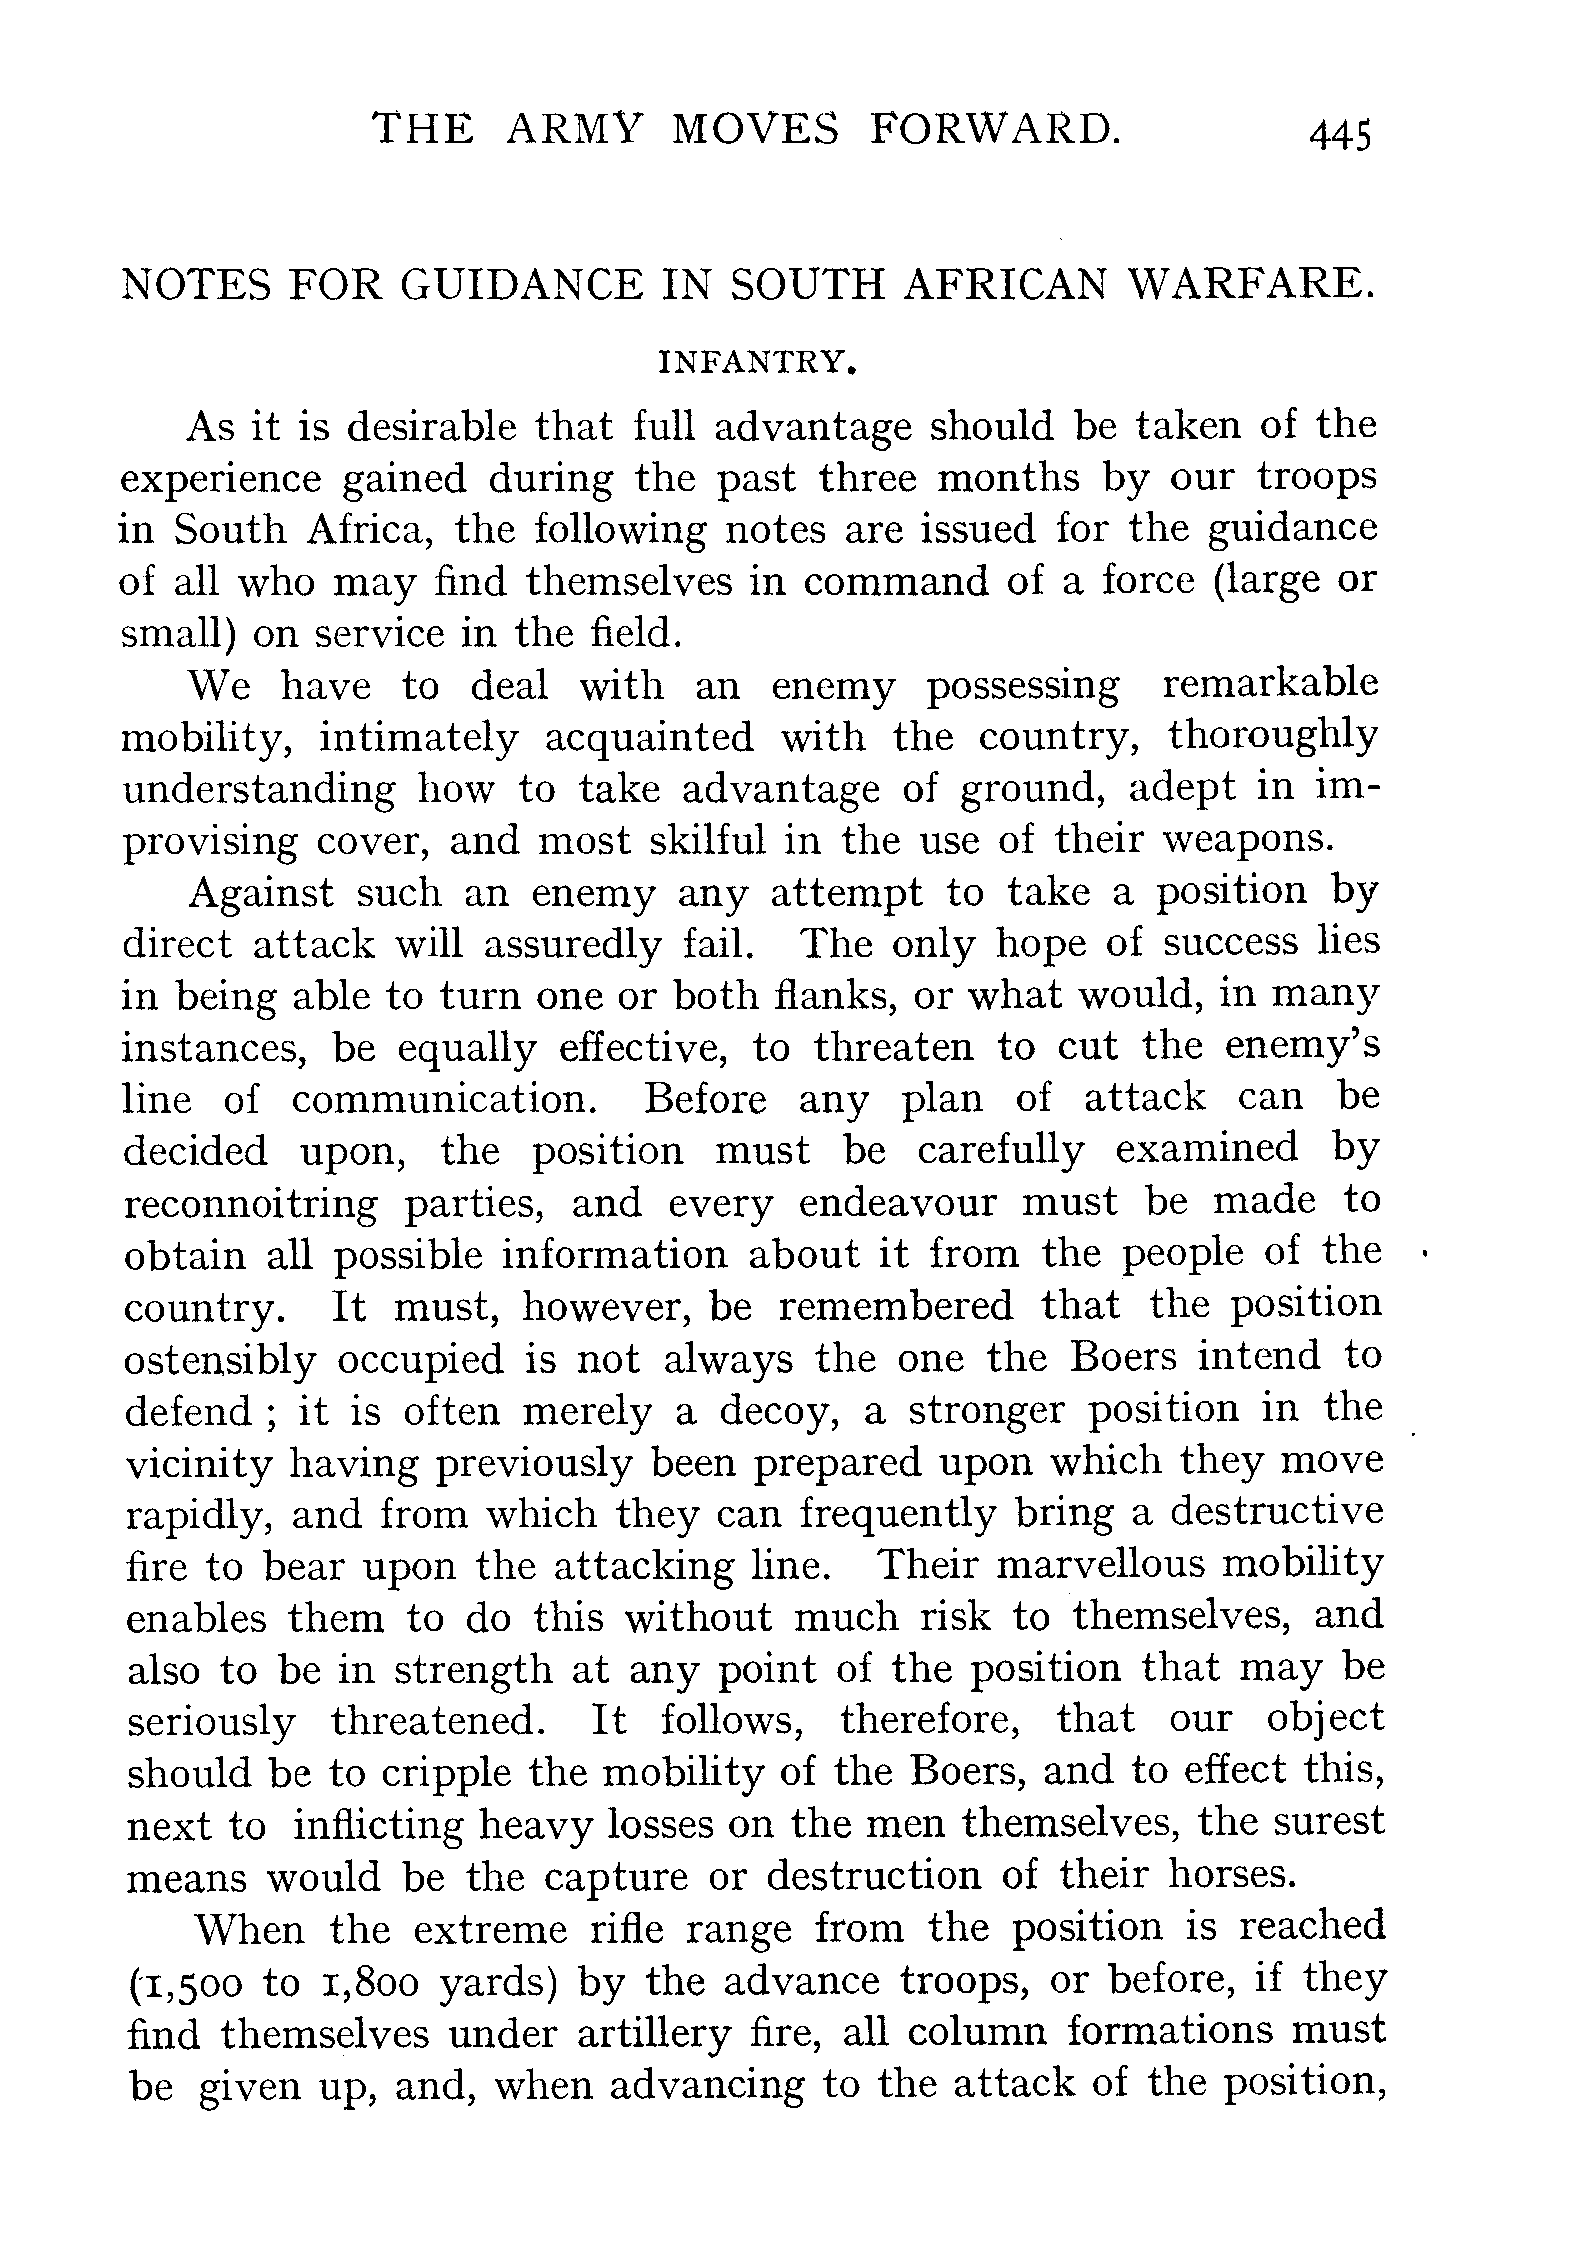 THE ARMY MOVES FORWARD. 445
NOTES FOR GUIDANCE IN SOUTH AFRICAN WARFARE.
INFANTRY.
As it is desirable that full advantage should be taken of the
experience gained during the past three months by our troops
in South Africa, the following notes are issued for the guidance
of all who may find themselves in command of a force (large or
small) on service in the field.
We have to deal with an enemy possessing remarkable
mobility, intimately acquainted with the country, thoroughly
understanding how to take advantage of ground, adept in im-
provising cover, and most skilful in the use of their weapons.
Against such an enemy any attempt to take a position by
direct attack will assuredly fail. The only hope of success lies
in being able to turn one or both flanks, or what would, in many
instances, be equally effective, to threaten to cut the enemy's
line of communication. Before any plan of attack can be
decided upon, the position must be carefully examined by
reconnoitring parties, and every endeavour must be made to
obtain all possible information about it from the people of the
country. It must, however, be remembered that the position
ostensibly occupied is not always the one the Boers intend to
defend ; it is often merely a decoy, a stronger position in the
vicinity having previously been prepared upon which they move
rapidly, and from which they can frequently bring a destructive
fire to bear upon the attacking line. Their marvellous mobility
enables them to do this without much risk to themselves, and
also to be in strength at any point of the position that may be
seriously threatened. It follows, therefore, that our object
should be to cripple the mobility of the Boers, and to effect this,
next to inflicting heavy losses on the men themselves, the surest
means would be the capture or destruction of their horses.
When the extreme rifle range from the position is reached
(1,500 to 1,800 yards) by the advance troops, or before, if they
find themselves under artillery fire, all column formations must
be given up, and, when advancing to the attack of the position,